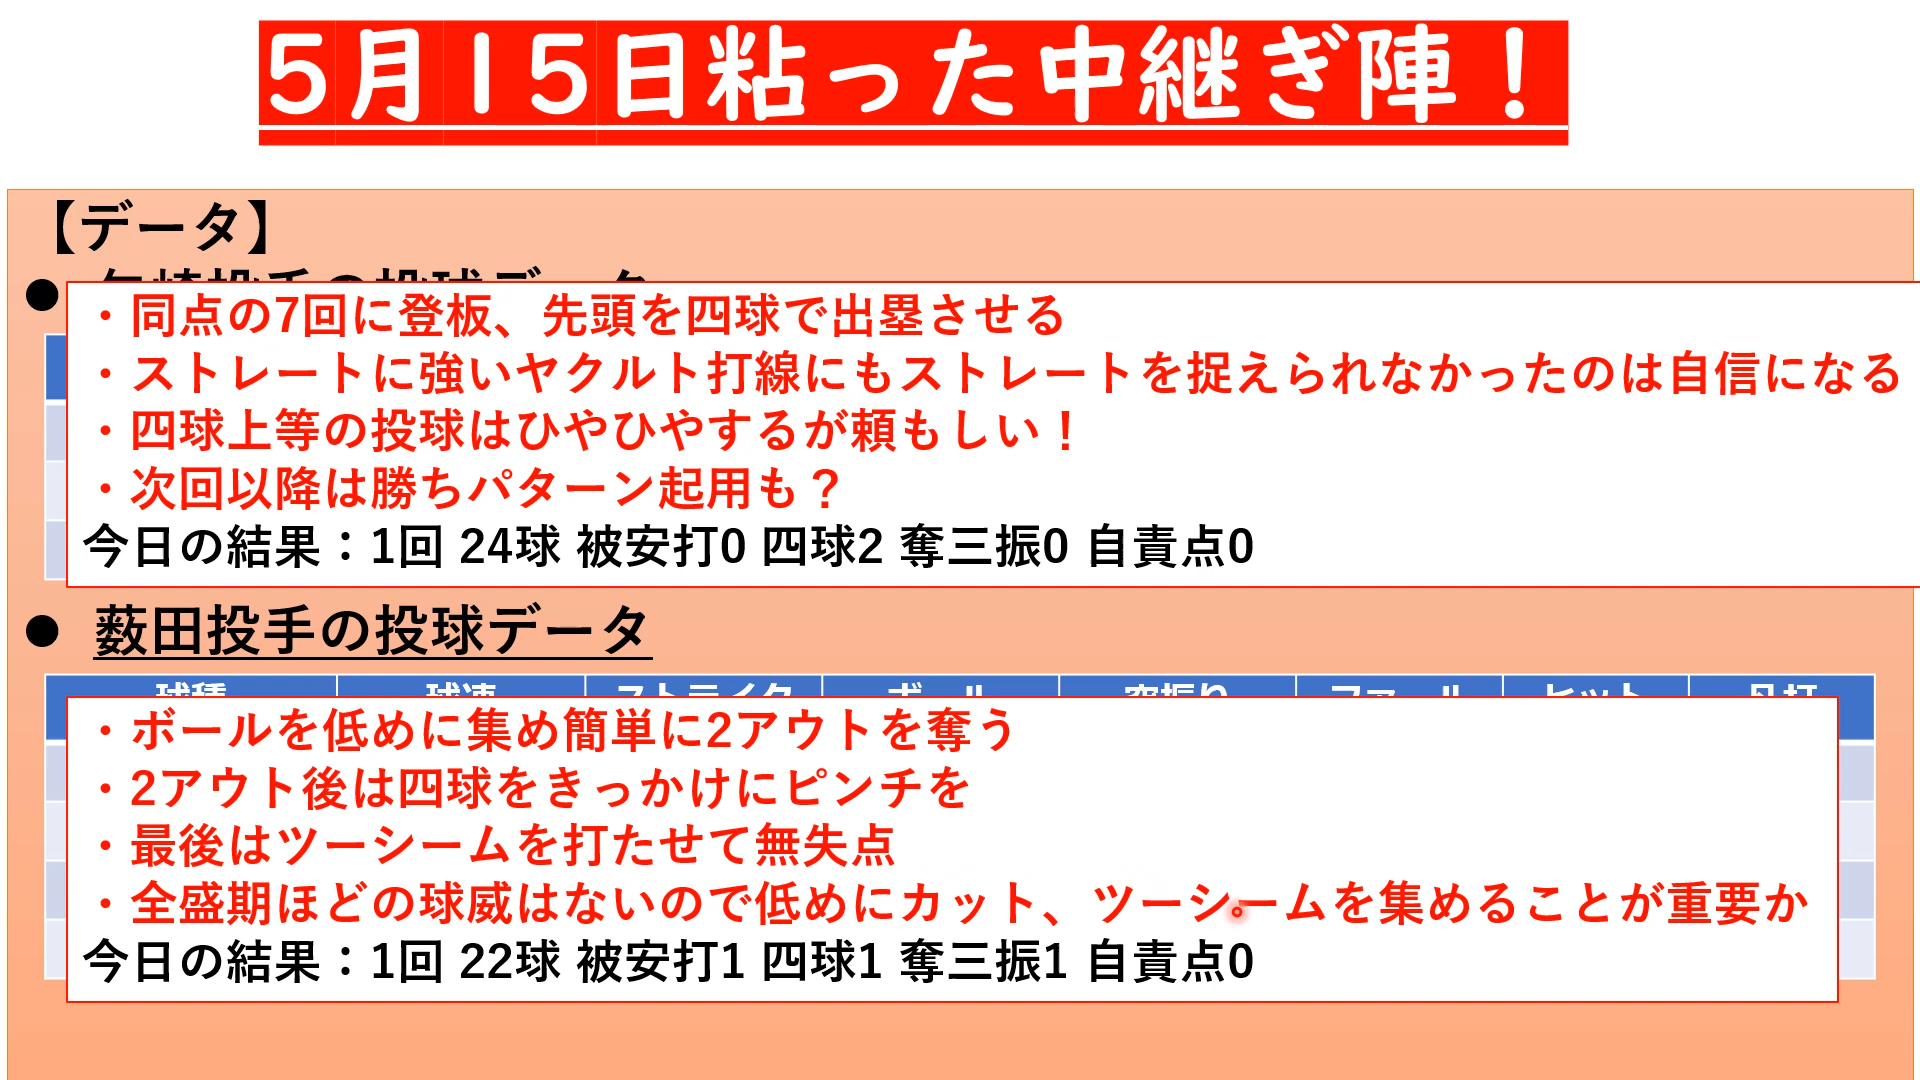 5月15日粘った中継ぎ陣！
【データ】
・同点の7回に登板、先頭を四球で出塁させる
・ストレートに強いヤクルト打線にもストレートを捉えられなかったのは自信になる
・四球上等の投球はひやひやするが頼もしい！
・次回以降は勝ちパターン起用も？
今日の結果：1回 24球 被安打0 四球2 奪三振0 自責点0
● 薮田投手の投球データ
・ボールを低めに集め簡単に2アウトを奪う
・2アウト後は四球をきっかけにピンチを
・最後はツーシームを打たせて無失点
・全盛期ほどの球威はないので低めにカット、ツーシームを集めることが重要か
今日の結果：1回 22球 被安打1 四球1 奪三振1 自責点0